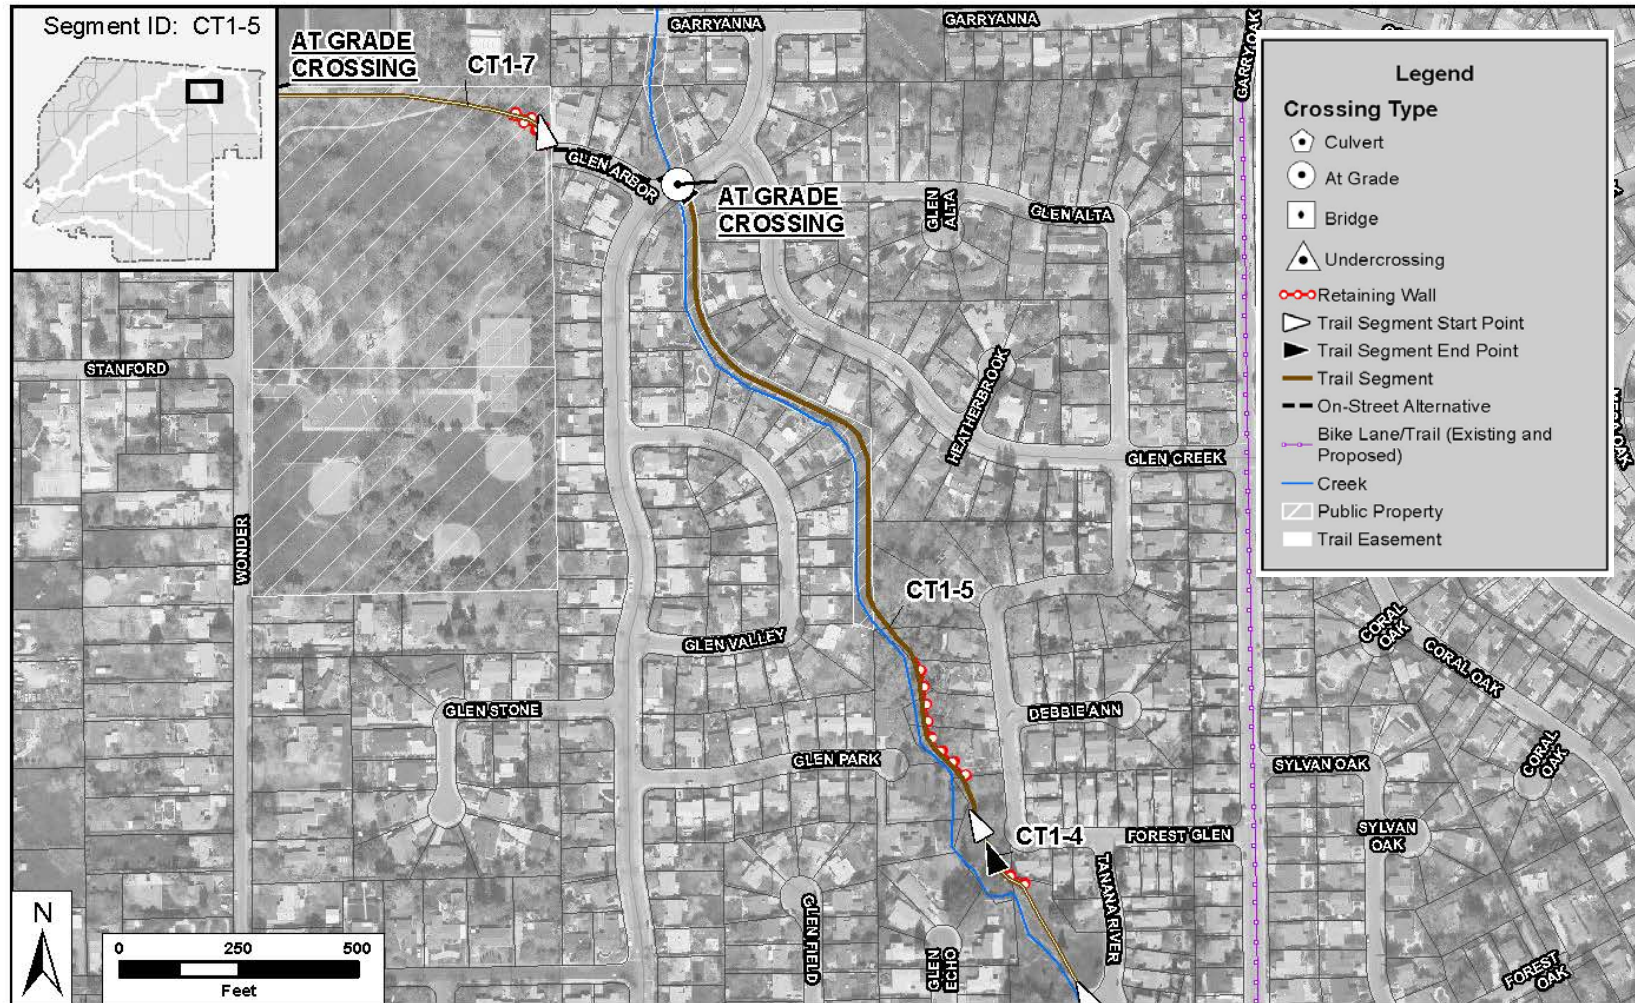 Segment ID: CT1-5
AT GRADE
CROSSING
CT1-7
GARRYANNA
GARRYANNA
GARRY OAK
Legend
Crossing Type
Culvert
At Grade
Bridge
Undercrossing
Retaining Wall
Trail Segment Start Point
Trail Segment End Point
Trail Segment
On-Street Alternative
Bike Lane/Trail (Existing and
Proposed)
Creek
Public Property
Trail Easement
GLEN ARBOR
AT GRADE
CROSSING
GLEN
ALTA
GLEN ALTA
STANFORD
HEATHERBROOK
GLEN CREEK
WONDER
CT1-5
GLEN VALLEY
CORAL
OAK
CORAL OAK
GLEN STONE
DEBBIE ANN
GLEN PARK
SYLVAN OAK
CORAL
OAK
CT1-4
FOREST GLEN
SYLVAN
OAK
TANANA RIVER
GLEN FIELD
GLEN
ECHO
FOREST
OAK
N
0 250 500
Feet